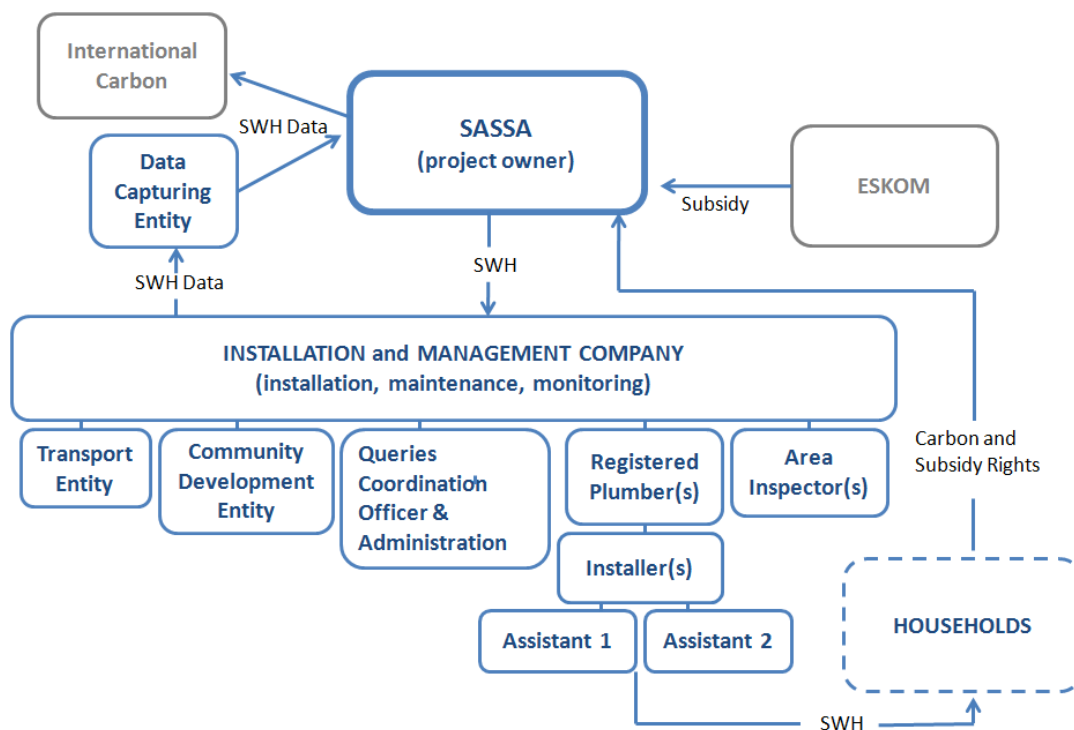 International
Carbon
SWH Data
SASSA
(project owner)
Data
Capturing
Entity
ESKOM
Subsidy
SWH
SWH Data
INSTALLATION and MANAGEMENT COMPANY
(installation, maintenance, monitoring)
Transport
Entity
Community
Development
Entity
Queries
Coordination
Officer &
Administration
Registered
Plumber(s)
Area
Inspector(s)
Carbon and
Subsidy Rights
Installer(s)
Assistant 1
Assistant 2
HOUSEHOLDS
SWH